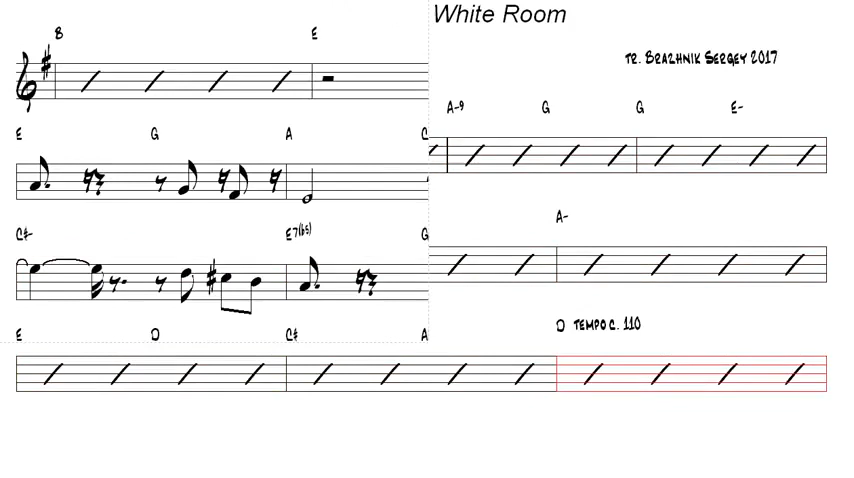 White Room
TR. BRAZHNIK SERGEY 2017
B E
A-9 G G E-
E G A C
A-
C#- E7(b5) G
D TEMPO C. 110
E D C# A